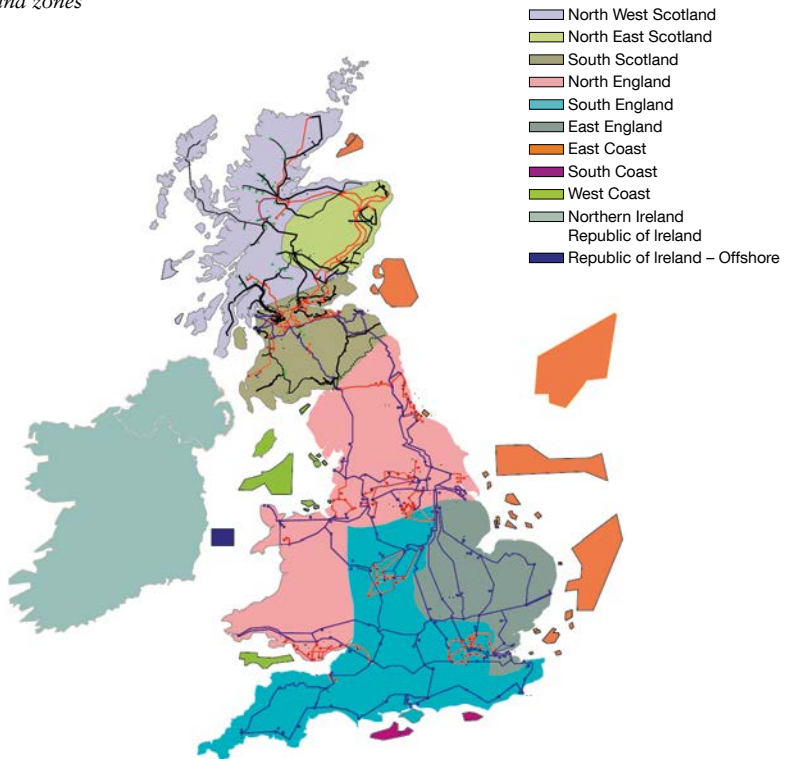 and zones
North West Scotland
North East Scotland
South Scotland
North England
South England
East England
East Coast
South Coast
West Coast
Northern Ireland
Republic of Ireland
Republic of Ireland – Offshore